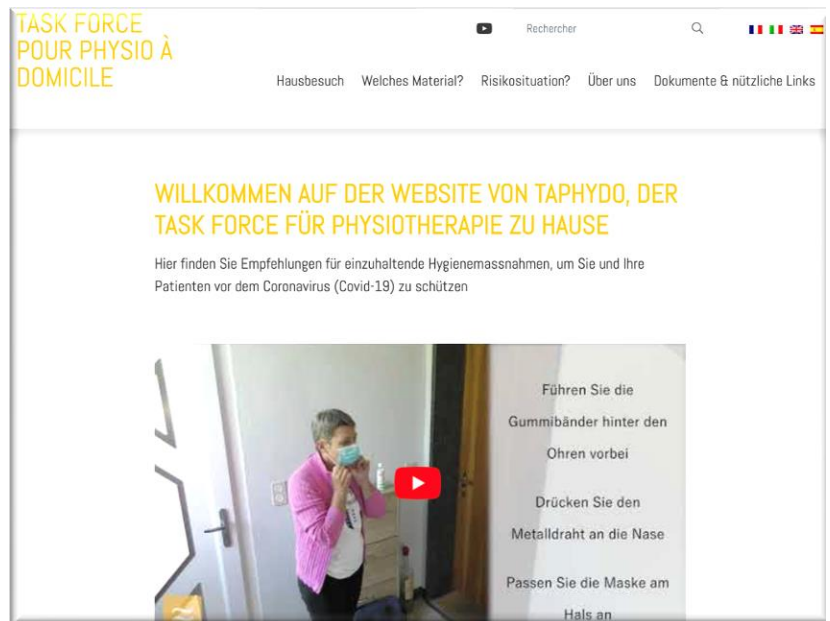 TASK FORCE
POUR PHYSIO À
DOMICILE
Rechercher
Hausbesuch Welches Material? Risikosituation? Über uns Dokumente & nützliche Links
WILLKOMMEN AUF DER WEBSITE VON TAPHYDO, DER
TASK FORCE FÜR PHYSIOTHERAPIE ZU HAUSE
Hier finden Sie Empfehlungen für einzuhaltende Hygienemassnahmen, um Sie und Ihre
Patienten vor dem Coronavirus (Covid-19) zu schützen
Führen Sie die
Gummibänder hinter den
Ohren vorbei
Drücken Sie den
Metalldraht an die Nase
Passen Sie die Maske am
Hals an